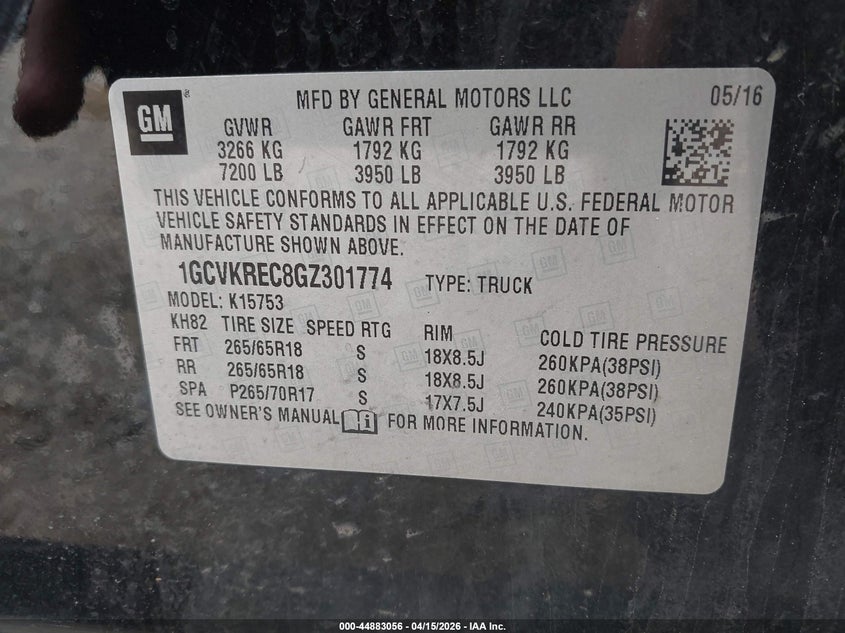 GM
MFD BY GENERAL MOTORS LLC 05/16
GVWR GAWR FRT GAWR RR
3266 KG 1792 KG 1792 KG
7200 LB 3950 LB 3950 LB
THIS VEHICLE CONFORMS TO ALL APPLICABLE U.S. FEDERAL MOTOR
VEHICLE SAFETY STANDARDS IN EFFECT ON THE DATE OF
MANUFACTURE SHOWN ABOVE.
1GCVKREC8GZ301774 TYPE: TRUCK
MODEL: K15753
KH82 TIRE SIZE SPEED RTG RIM COLD TIRE PRESSURE
FRT 265/65R18 S 18X8.5J 260KPA(38PSI)
RR 265/65R18 S 18X8.5J 260KPA(38PSI)
SPA P265/70R17 S 17X7.5J 240KPA(35PSI)
SEE OWNER'S MANUAL i FOR MORE INFORMATION.
000-44883056 - 04/15/2026 - IAA Inc.